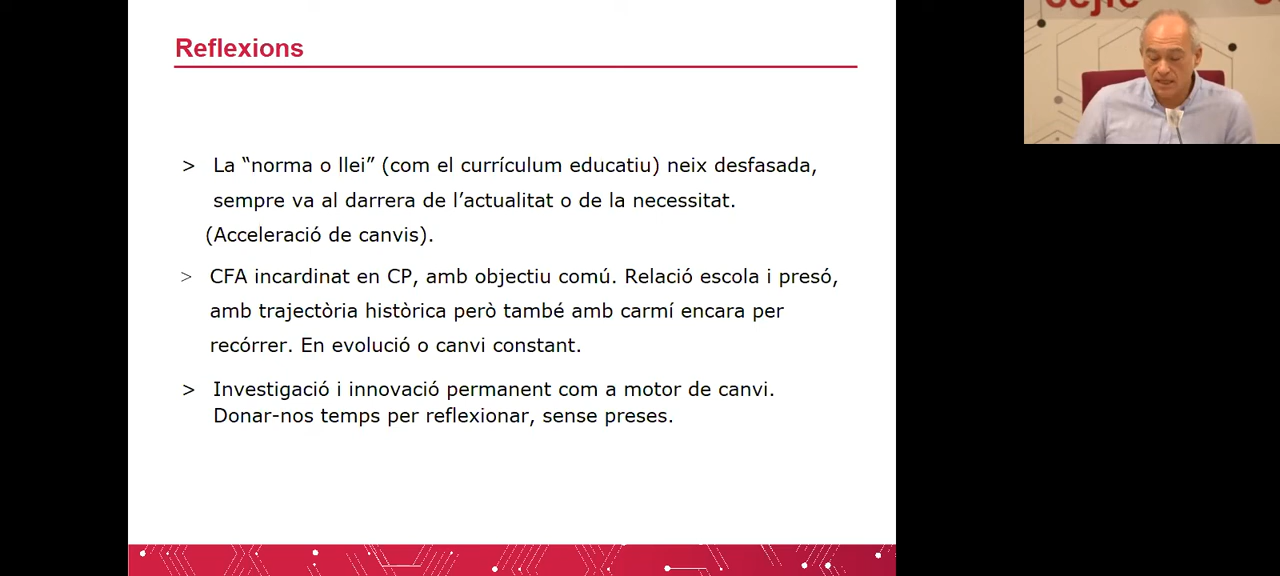 Reflexions
> La “norma o llei” (com el currículum educatiu) neix desfasada,
sempre va al darrera de l’actualitat o de la necessitat.
(Acceleració de canvis).
> CFA incardinat en CP, amb objectiu comú. Relació escola i presó,
amb trajectòria històrica però també amb carmí encara per
recórrer. En evolució o canvi constant.
> Investigació i innovació permanent com a motor de canvi.
Donar-nos temps per reflexionar, sense preses.